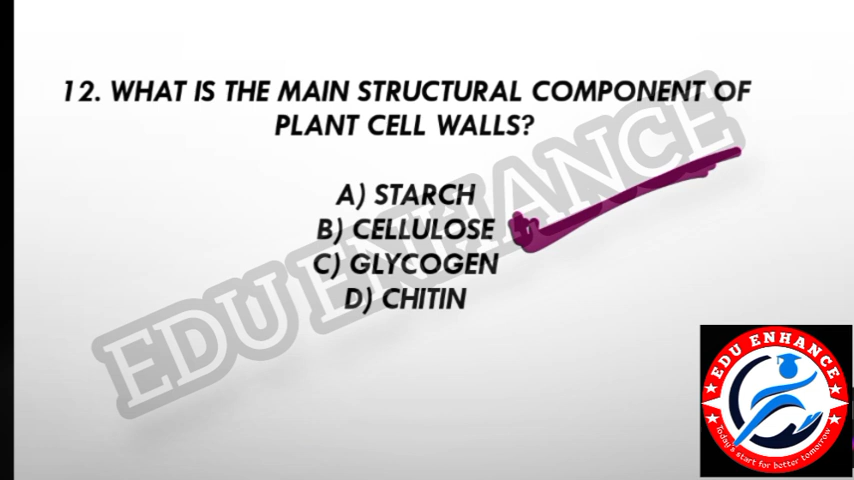 12. WHAT IS THE MAIN STRUCTURAL COMPONENT OF
PLANT CELL WALLS?
A) STARCH
B) CELLULOSE
C) GLYCOGEN
D) CHITIN
EDU ENHANCE
EDU ENHANCE
Today's start for better tomorrow